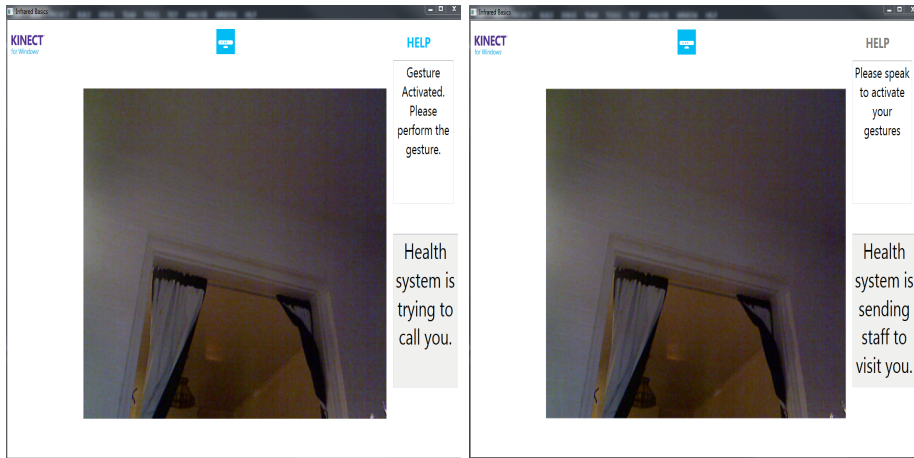 Infrared Basics
KINECT
for Windows
HELP
Gesture
Activated.
Please
perform the
gesture.
Health
system is
trying to
call you.
Infrared Basics
KINECT
for Windows
HELP
Please speak
to activate
your
gestures
Health
system is
sending
staff to
visit you.